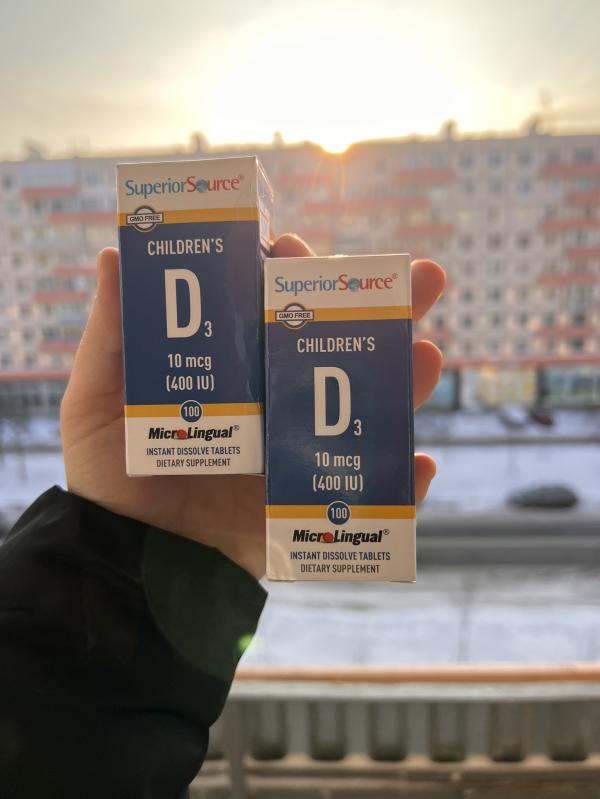 SuperiorSource®
GMO FREE
CHILDREN'S
D3
10 mcg
(400 IU)
100
MicroLingual®
INSTANT DISSOLVE TABLETS
DIETARY SUPPLEMENT
SuperiorSource®
GMO FREE
CHILDREN'S
D3
10 mcg
(400 IU)
100
MicroLingual®
INSTANT DISSOLVE TABLETS
DIETARY SUPPLEMENT